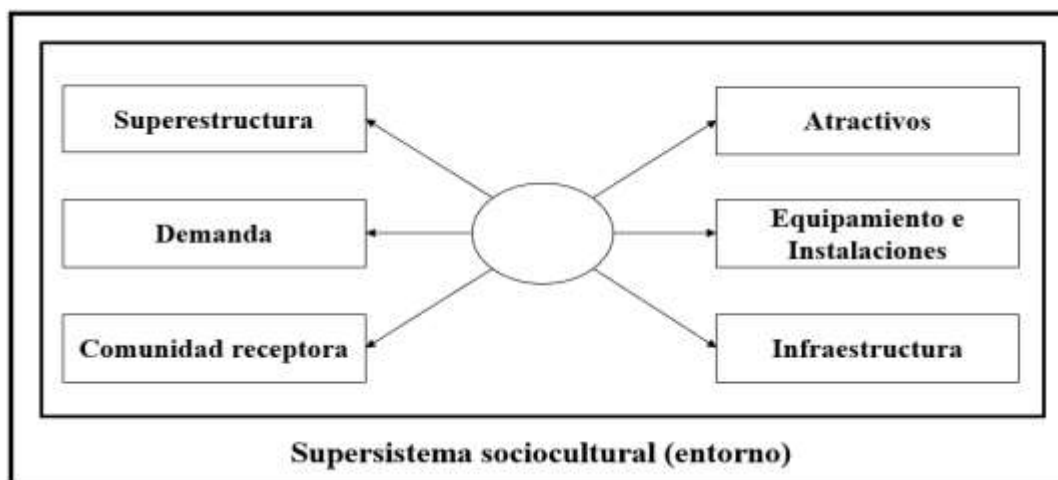 Superestructura
Atractivos
Demanda
Equipamiento e
Instalaciones
Comunidad receptora
Infraestructura
Supersistema sociocultural (entorno)